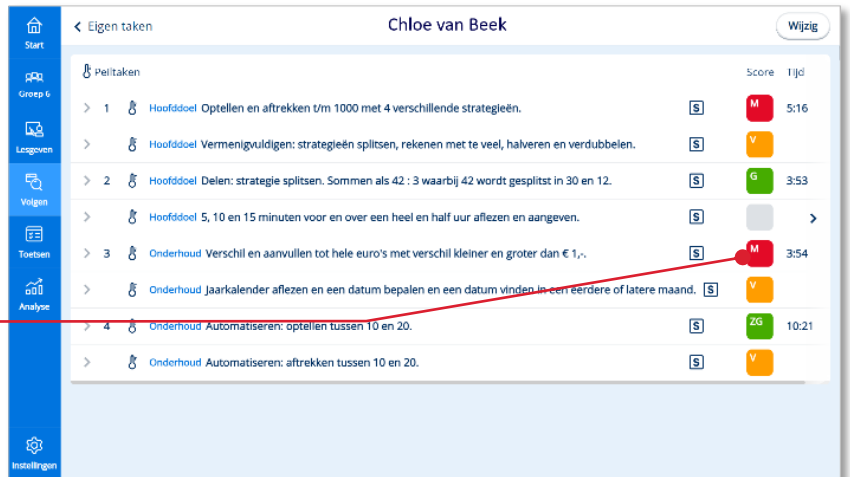 Start
Groep 6
Lesgeven
Volgen
Toetsen
Analyse
Instellingen
Eigen taken
Chloe van Beek
Wijzig
Peiltaken Score Tijd
1 Hoofddoel Optellen en aftrekken t/m 1000 met 4 verschillende strategieën. S M 5:16
Hoofddoel Vermenigvuldigen: strategieën splitsen, rekenen met te veel, halveren en verdubbelen. S V
2 Hoofddoel Delen: strategie splitsen. Sommen als 42 : 3 waarbij 42 wordt gesplitst in 30 en 12. S G 3:53
Hoofddoel 5, 10 en 15 minuten voor en over een heel en half uur aflezen en aangeven. S
3 Onderhoud Verschil en aanvullen tot hele euro's met verschil kleiner en groter dan € 1,-. S M 3:54
Onderhoud Jaarkalender aflezen en een datum bepalen en een datum vinden in een eerdere of latere maand. S V
4 Onderhoud Automatiseren: optellen tussen 10 en 20. S ZG 10:21
Onderhoud Automatiseren: aftrekken tussen 10 en 20. S V